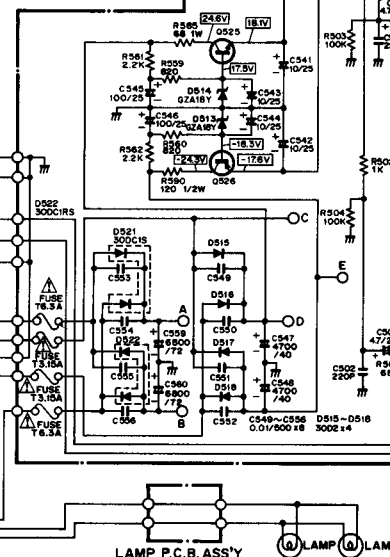 R565
68 1W
24.6V
Q525
18.1V
R503
100K
R561
2.2K
R559
820
17.5V
C541
10/25
C545
100/25
D514
GZA18Y
C543
10/25
C546
100/25
D513
GZA18Y
C544
10/25
R560
820
-18.3V
C542
10/25
R562
2.2K
-24.3V
-17.6V
R590
120 1/2W
Q526
R502
1K
R504
100K
D522
30DC1RS
D521
30DC1S
D515
C
C553
C549
E
FUSE
T6.3A
D516
A
D
C554
C559
6800
/72
C550
C547
4700
/40
D522
D517
FUSE
T3.15A
C555
C551
C502
220P
FUSE
T3.15A
C560
6800
/72
D518
C548
4700
/40
B
C556
C552
C549~C556
0.01/500 x8
D515~D518
30D2 x4
FUSE
T6.3A
LAMP
LAM
LAMP P.C.B. ASS'Y